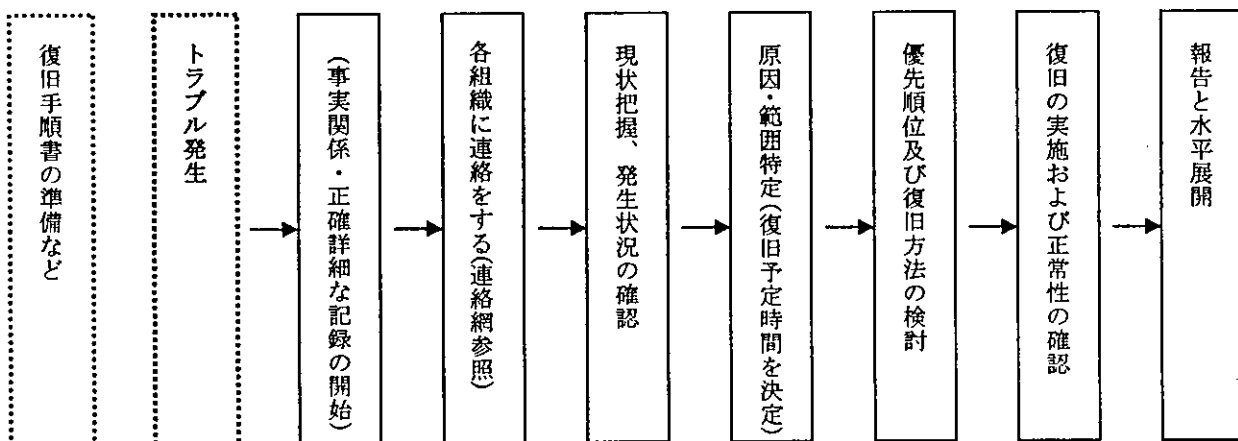 復旧手順書の準備など
トラブル発生
(事実関係・正確詳細な記録の開始)
各組織に連絡をする(連絡網参照)
現状把握、発生状況の確認
原因・範囲特定(復旧予定時間を決定)
優先順位及び復旧方法の検討
復旧の実施および正常性の確認
報告と水平展開